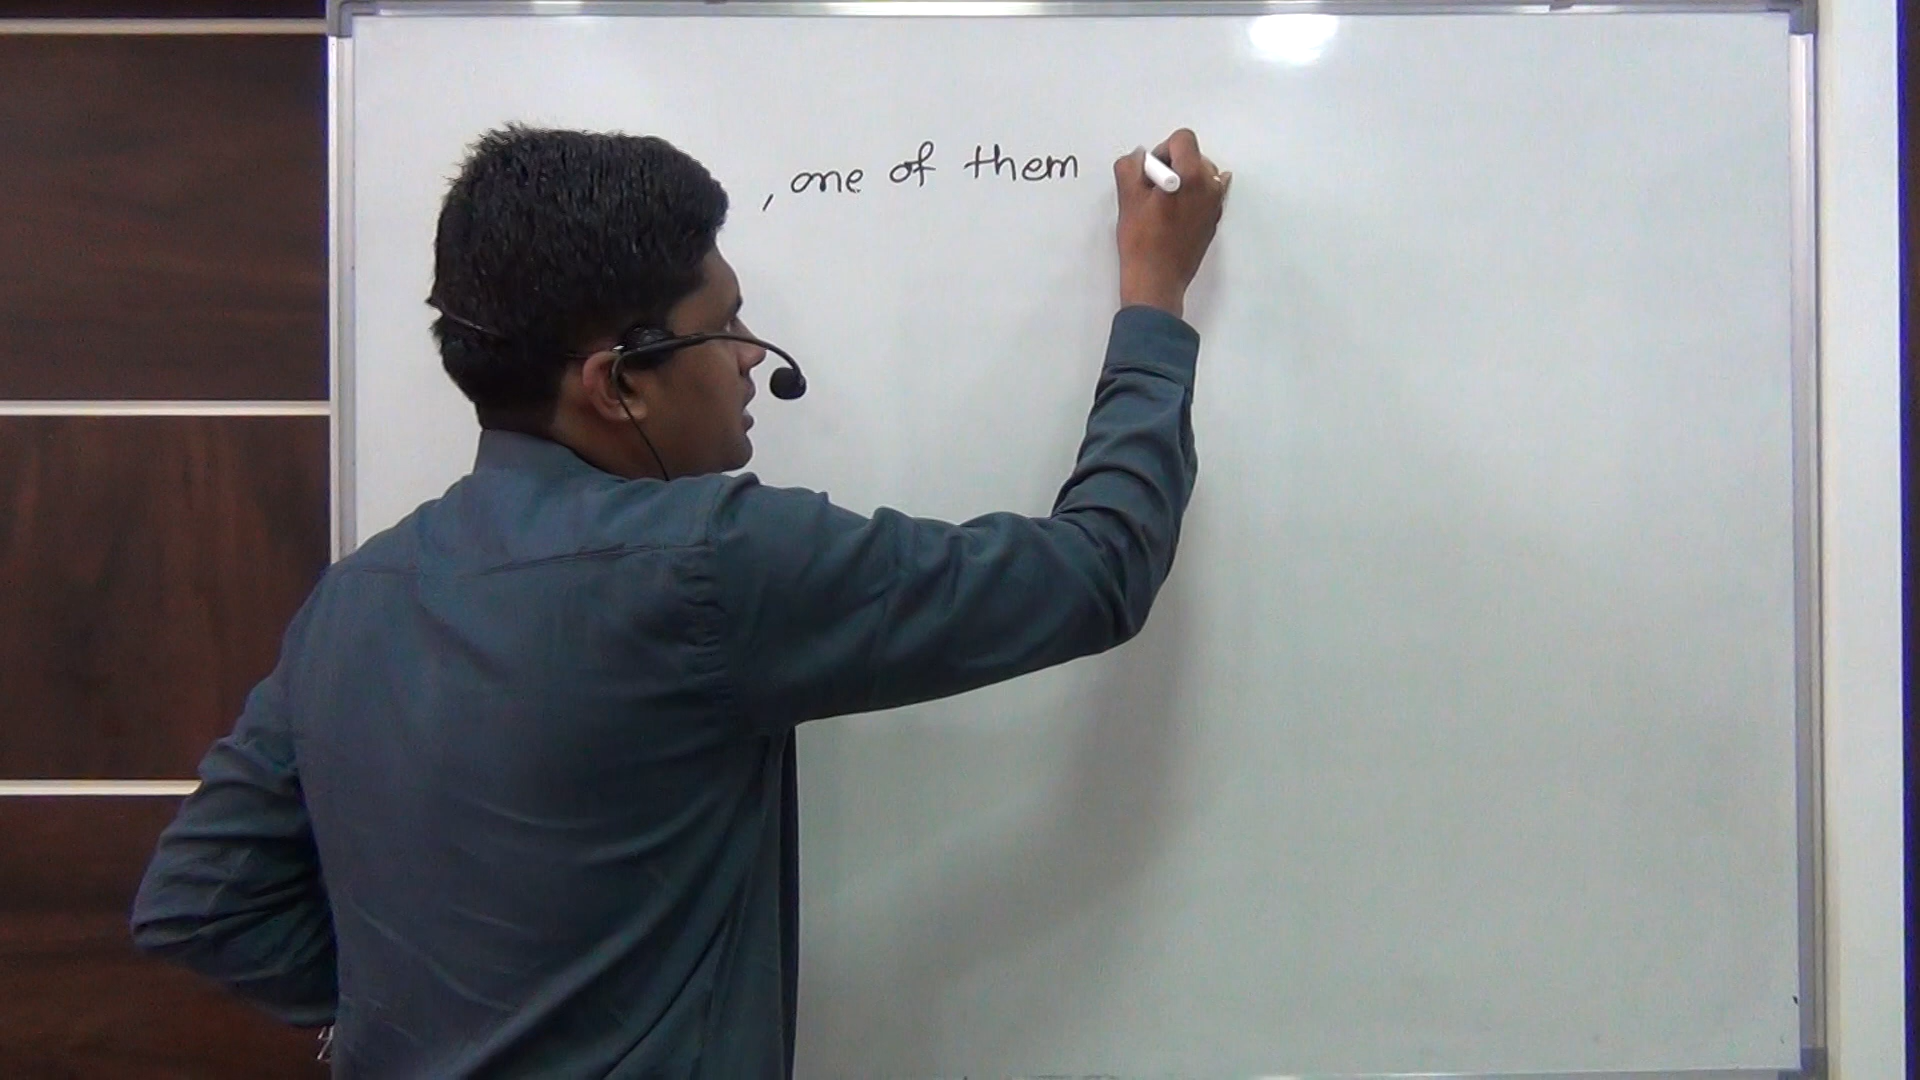 , one of them